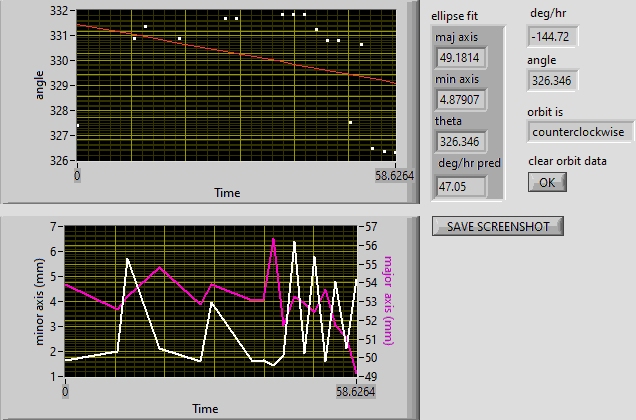 332
331
330
329
328
327
326
angle
0
58.6264
Time
ellipse fit
maj axis
49.1814
min axis
4.87907
theta
326.346
deg/hr pred
47.05
deg/hr
-144.72
angle
326.346
orbit is
counterclockwise
clear orbit data
OK
SAVE SCREENSHOT
7
6
5
4
3
2
1
minor axis (mm)
57
56
55
54
53
52
51
50
49
major axis (mm)
0
58.6264
Time